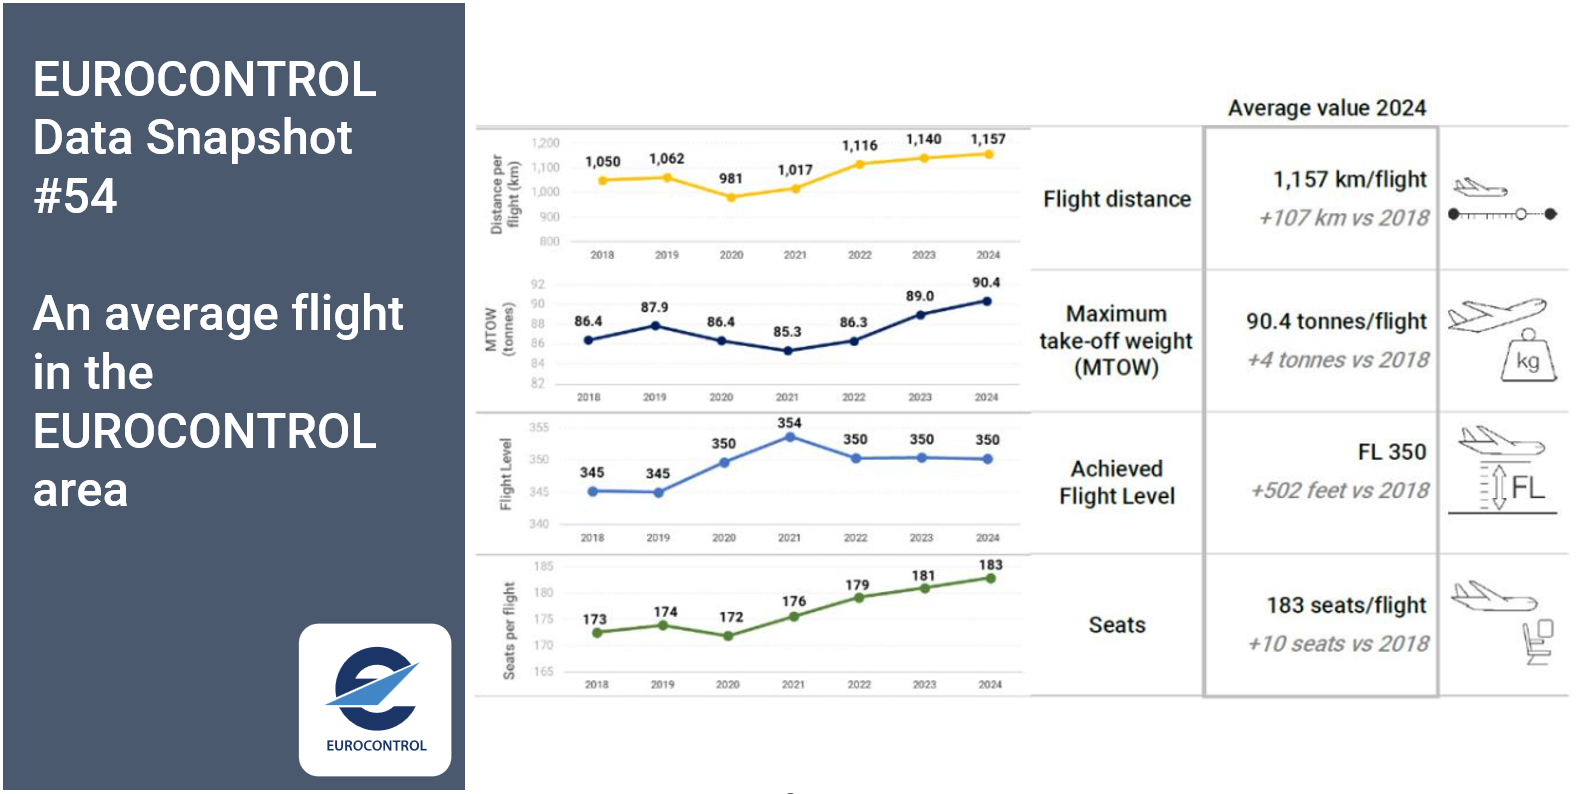 EUROCONTROL
Data Snapshot
#54
An average flight
in the
EUROCONTROL
area
EUROCONTROL
Average value 2024
Distance per
flight (km)
1,200
1,100
1,000
900
800
1,050
1,062
981
1,017
1,116
1,140
1,157
2018
2019
2020
2021
2022
2023
2024
Flight distance
1,157 km/flight
+107 km vs 2018
MTOW
(tonnes)
92
90
88
86
84
82
86.4
87.9
86.4
85.3
86.3
89.0
90.4
2018
2019
2020
2021
2022
2023
2024
Maximum
take-off weight
(MTOW)
90.4 tonnes/flight
+4 tonnes vs 2018
kg
Flight Level
355
350
345
340
345
345
350
354
350
350
350
2018
2019
2020
2021
2022
2023
2024
Achieved
Flight Level
FL 350
+502 feet vs 2018
FL
Seats per flight
185
180
175
170
165
173
174
172
176
179
181
183
2018
2019
2020
2021
2022
2023
2024
Seats
183 seats/flight
+10 seats vs 2018